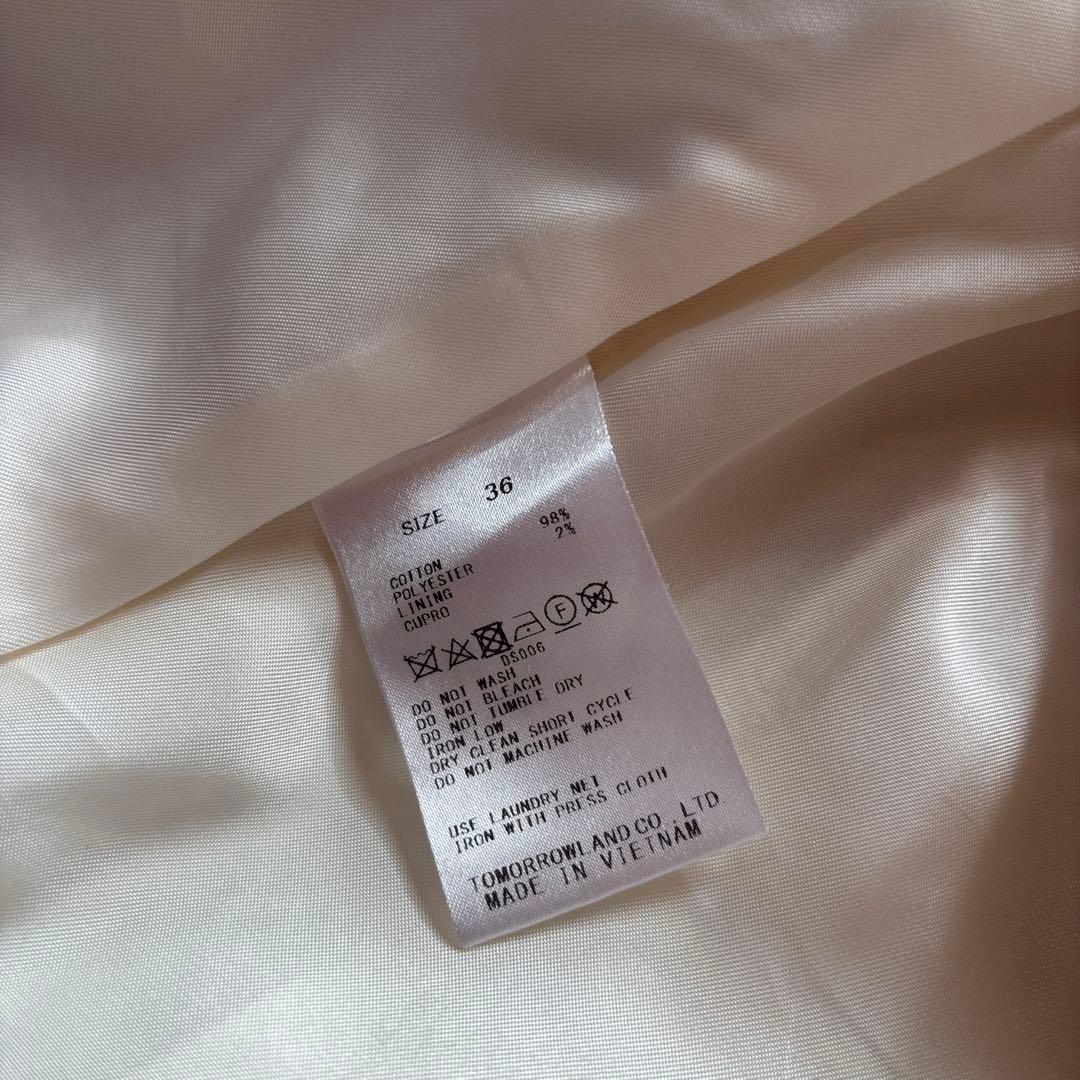 SIZE 36
COTTON 98%
POLYESTER 2%
LINING
CUPRO
F W
DS006
DO NOT WASH
DO NOT BLEACH
DO NOT TUMBLE DRY
IRON LOW
DRY CLEAN SHORT CYCLE
DO NOT MACHINE WASH
USE LAUNDRY NET
IRON WITH PRESS CLOTH
TOMORROWLAND CO.,LTD
MADE IN VIETNAM